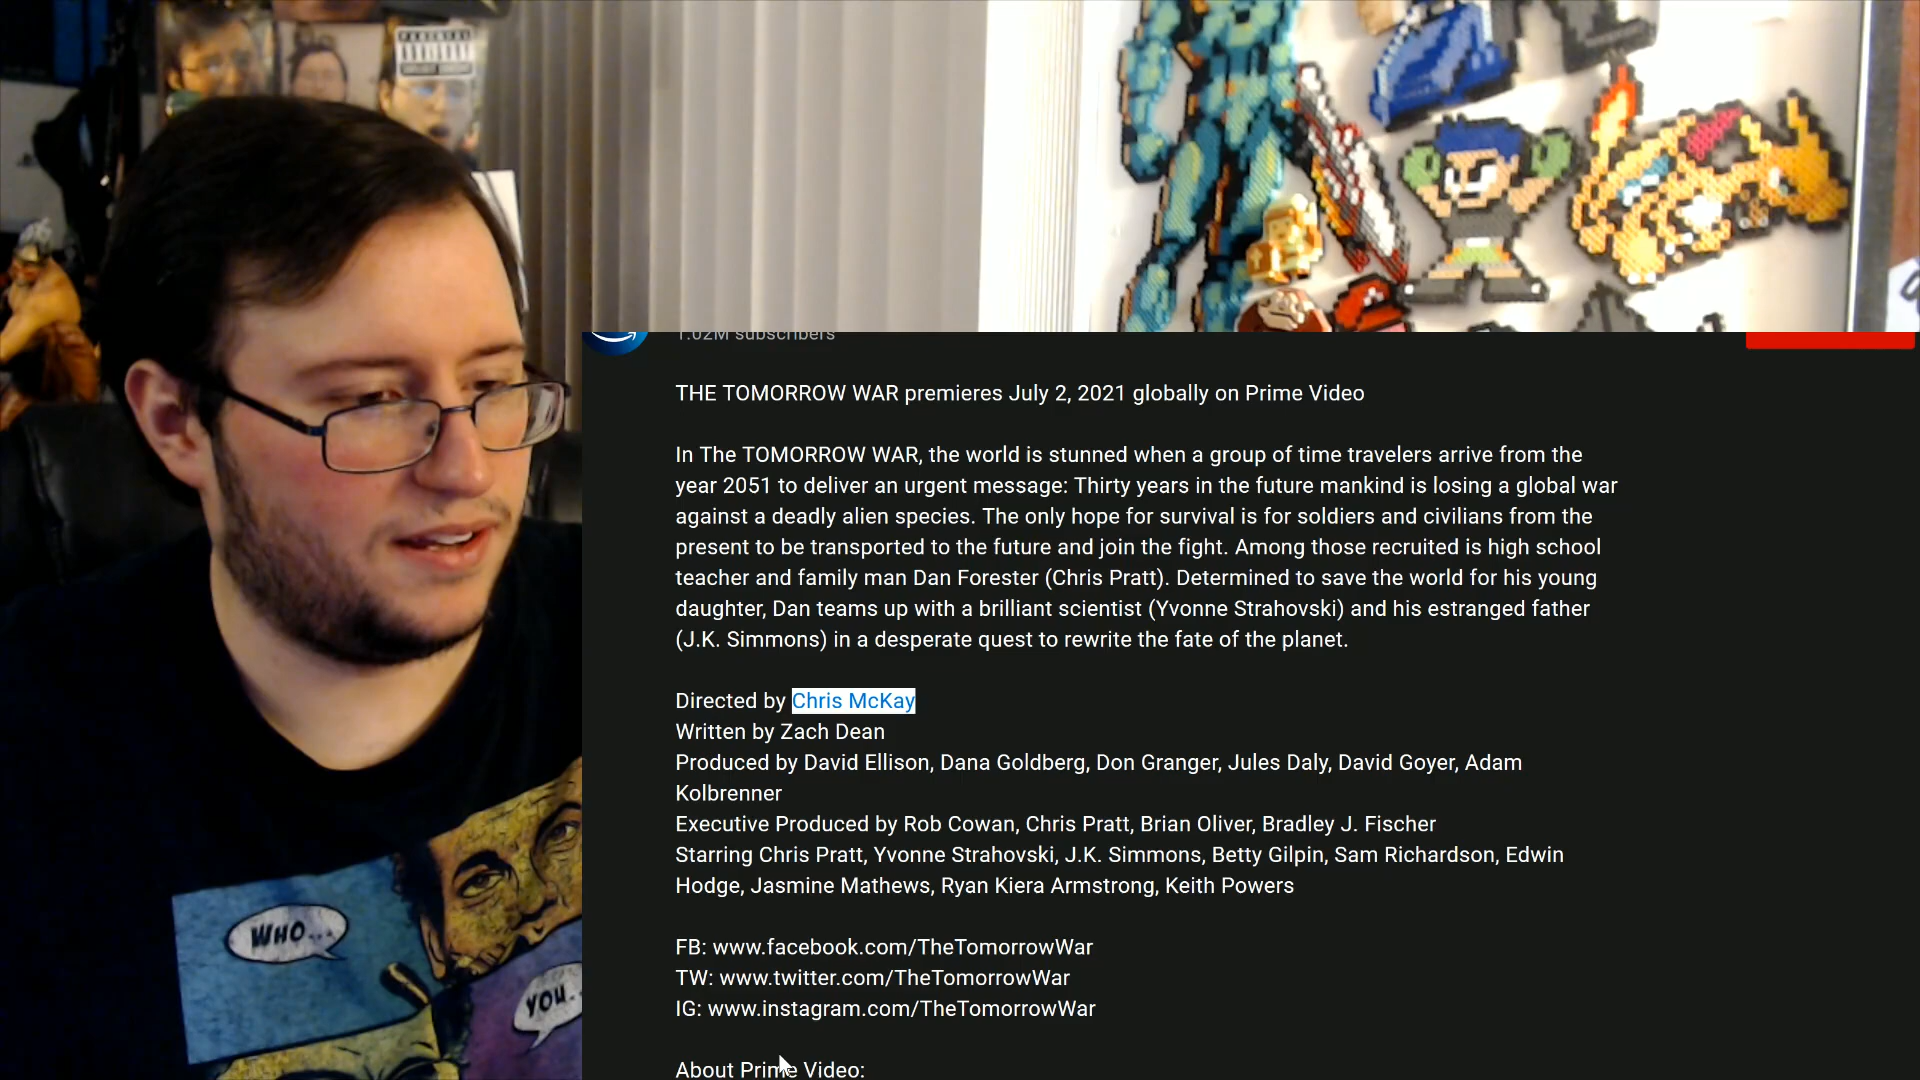 PARENTAL
ADVISORY
EXPLICIT CONTENT
1.02M subscribers
THE TOMORROW WAR premieres July 2, 2021 globally on Prime Video
In The TOMORROW WAR, the world is stunned when a group of time travelers arrive from the
year 2051 to deliver an urgent message: Thirty years in the future mankind is losing a global war
against a deadly alien species. The only hope for survival is for soldiers and civilians from the
present to be transported to the future and join the fight. Among those recruited is high school
teacher and family man Dan Forester (Chris Pratt). Determined to save the world for his young
daughter, Dan teams up with a brilliant scientist (Yvonne Strahovski) and his estranged father
(J.K. Simmons) in a desperate quest to rewrite the fate of the planet.
Directed by Chris McKay
Written by Zach Dean
Produced by David Ellison, Dana Goldberg, Don Granger, Jules Daly, David Goyer, Adam
Kolbrenner
Executive Produced by Rob Cowan, Chris Pratt, Brian Oliver, Bradley J. Fischer
Starring Chris Pratt, Yvonne Strahovski, J.K. Simmons, Betty Gilpin, Sam Richardson, Edwin
Hodge, Jasmine Mathews, Ryan Kiera Armstrong, Keith Powers
FB: www.facebook.com/TheTomorrowWar
TW: www.twitter.com/TheTomorrowWar
IG: www.instagram.com/TheTomorrowWar
About Prime Video:
WHO...
YOU..